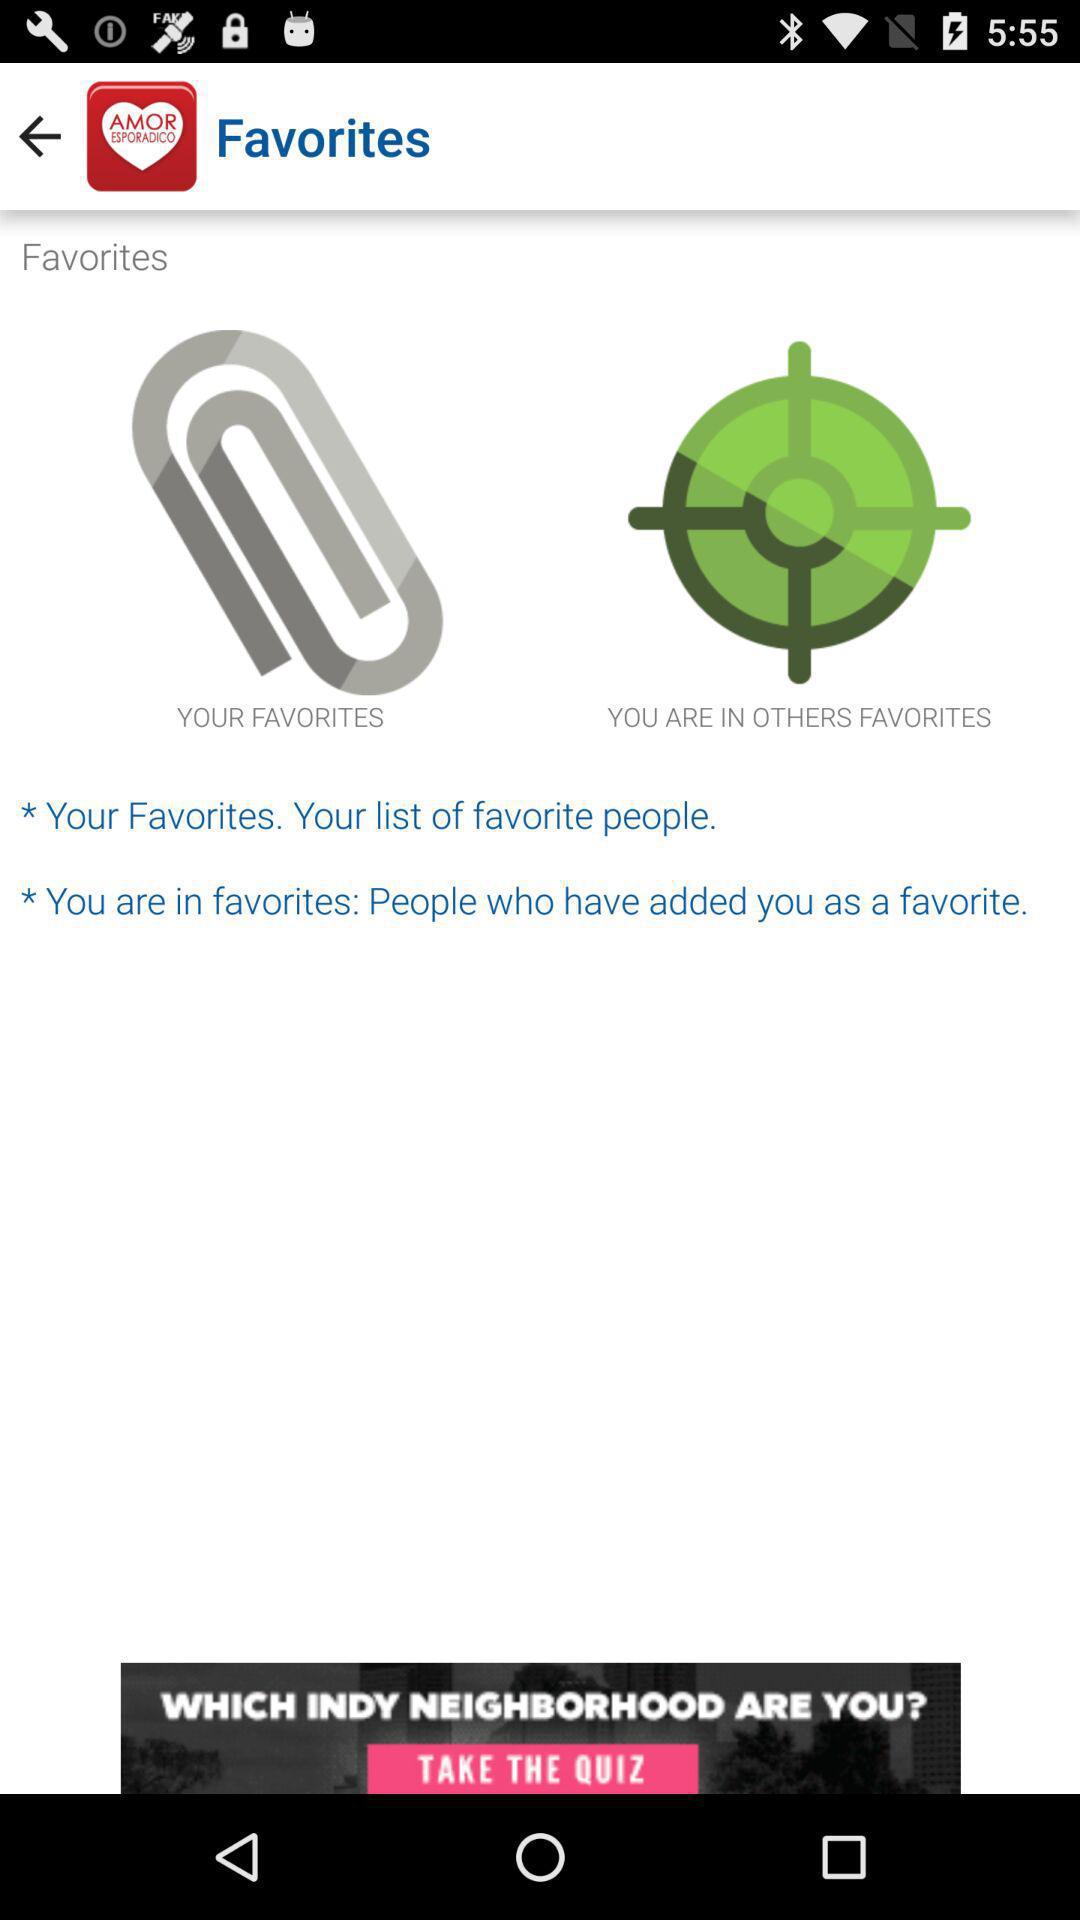 FAKE
5:55
AMOR
ESPORADICO
Favorites
Favorites
YOUR FAVORITES
YOU ARE IN OTHERS FAVORITES
* Your Favorites. Your list of favorite people.
* You are in favorites: People who have added you as a favorite.
WHICH INDY NEIGHBORHOOD ARE YOU?
TAKE THE QUIZ